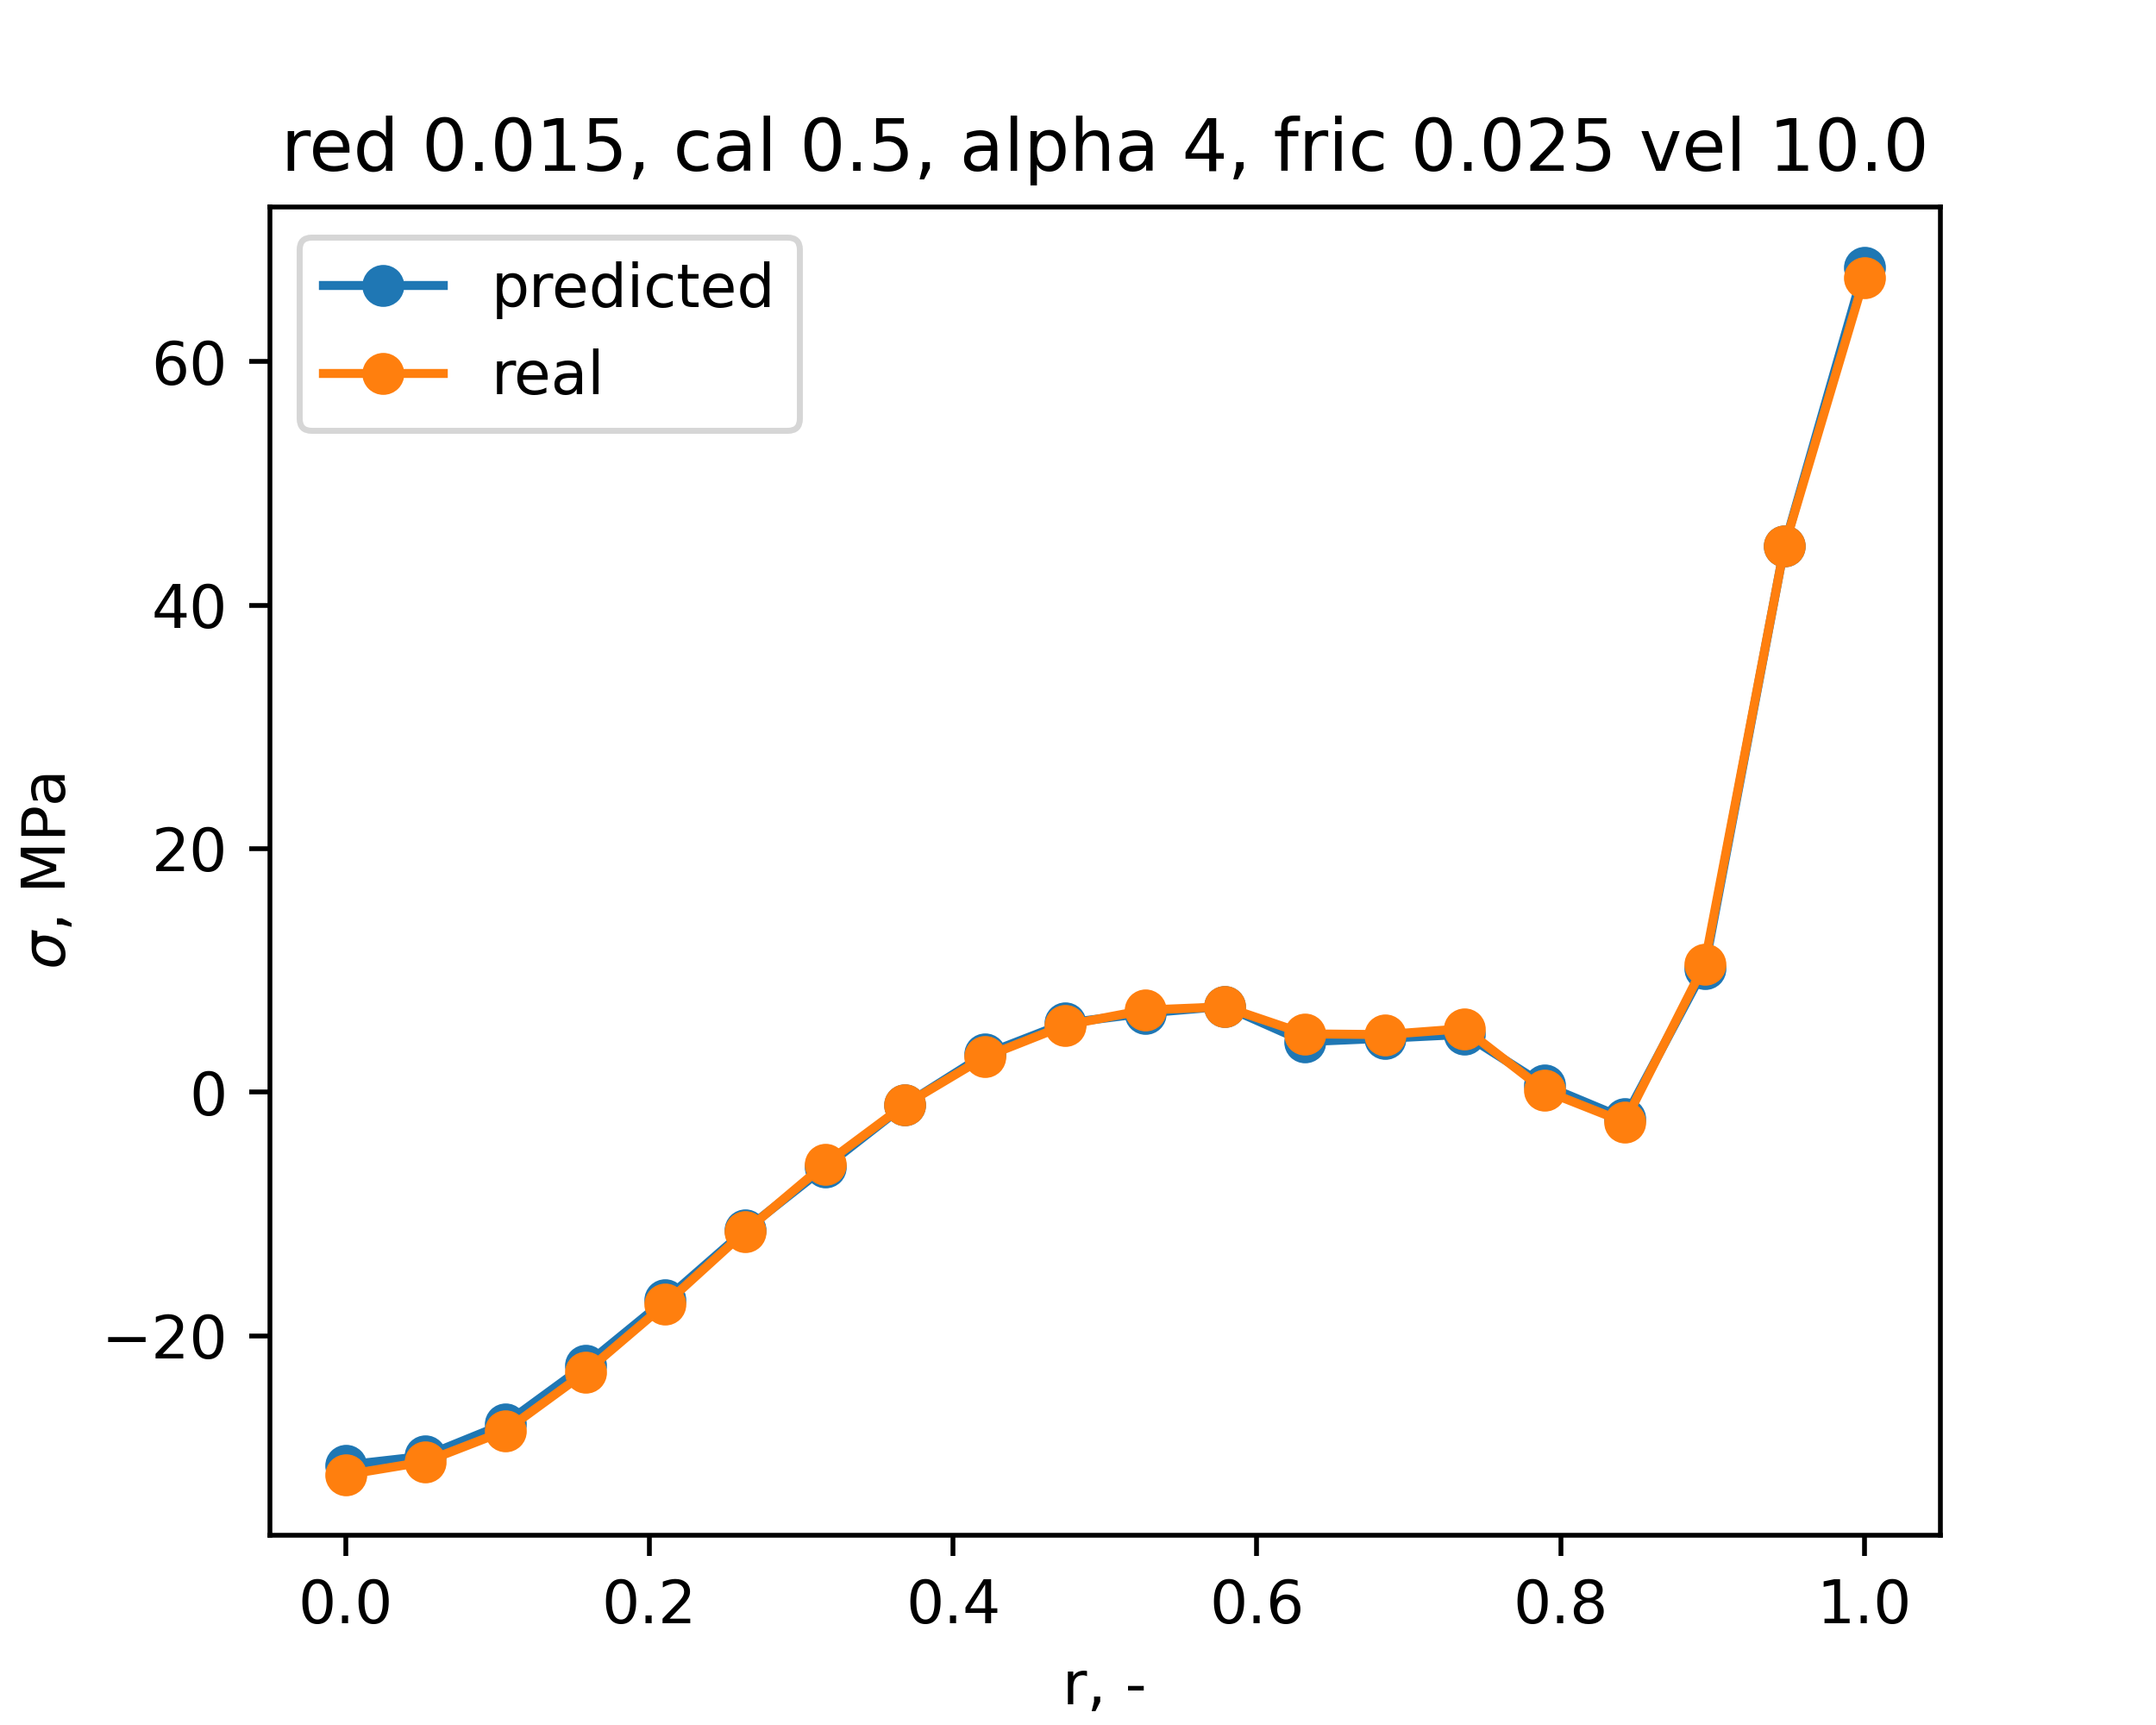 red 0.015, cal 0.5, alpha 4, fric 0.025 vel 10.0
predicted
real
60
40
20
0
−20
σ, MPa
0.0 0.2 0.4 0.6 0.8 1.0
r, -